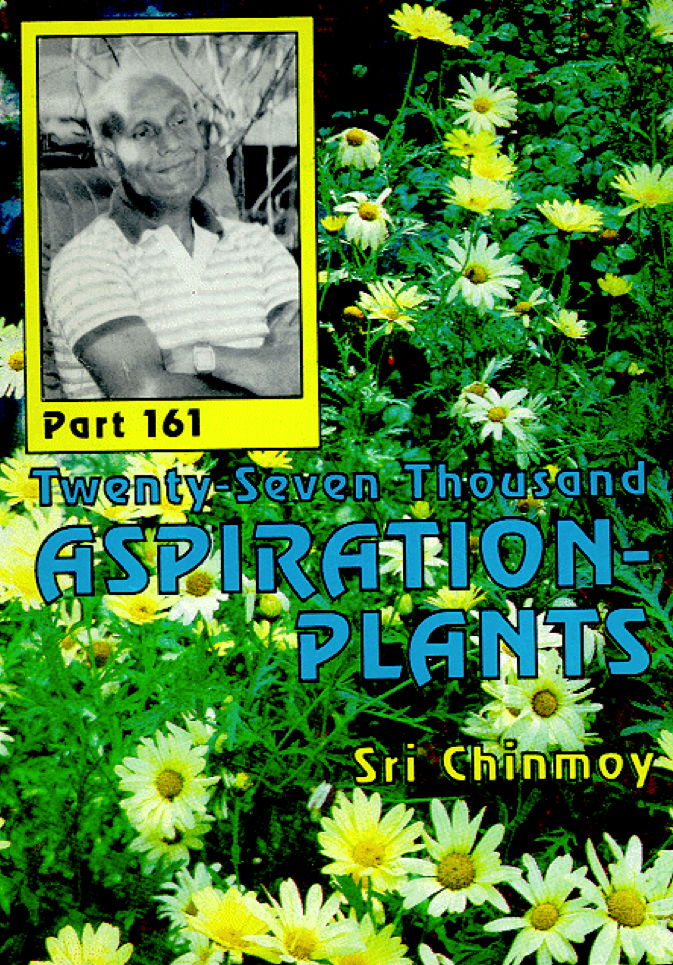 Part 161
Twenty-Seven Thousand
ASPIRATION-
PLANTS
Sri Chinmoy